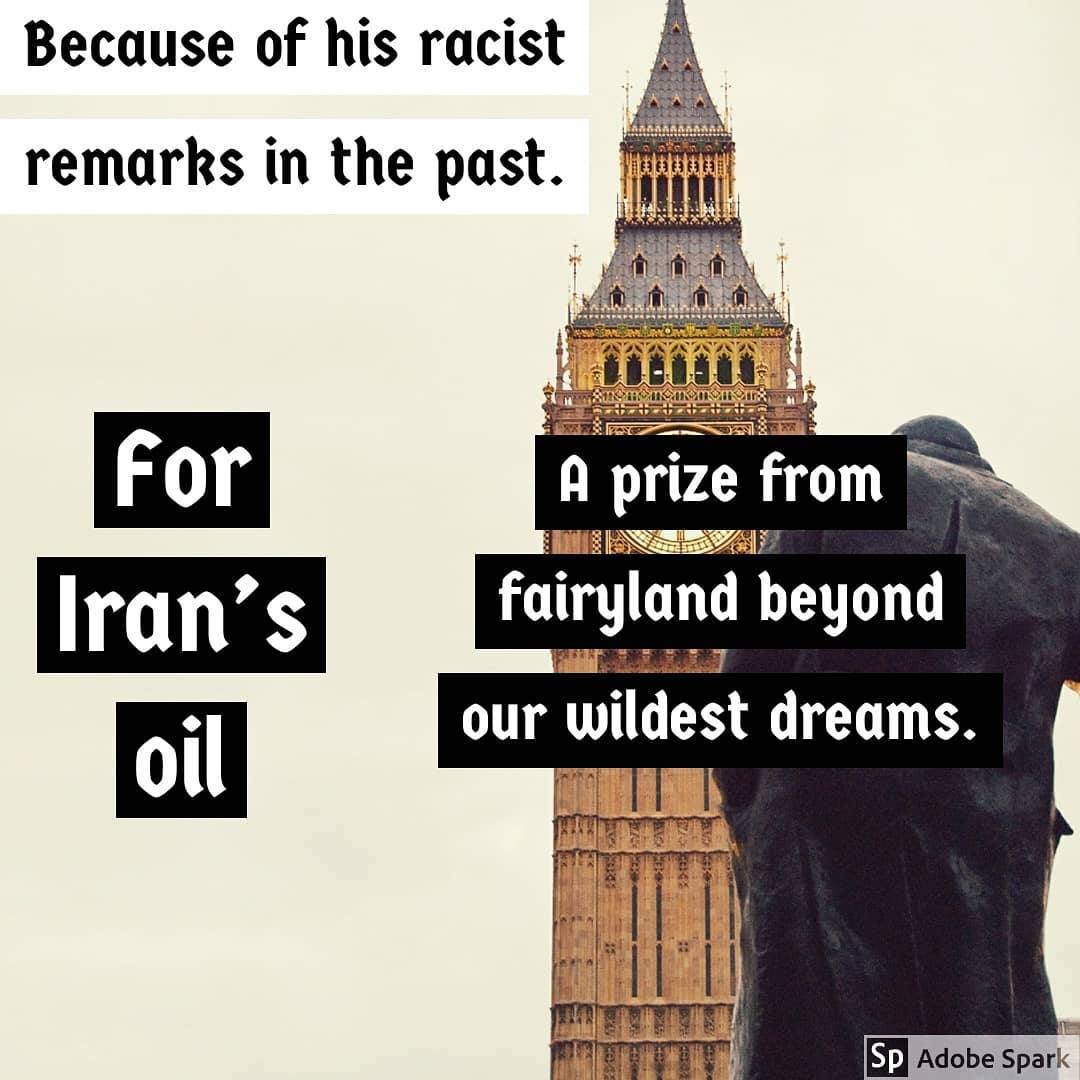 Because of his racist
remarks in the past.
For
Iran's
oil
A prize from
fairyland beyond
our wildest dreams.
Sp Adobe Spark